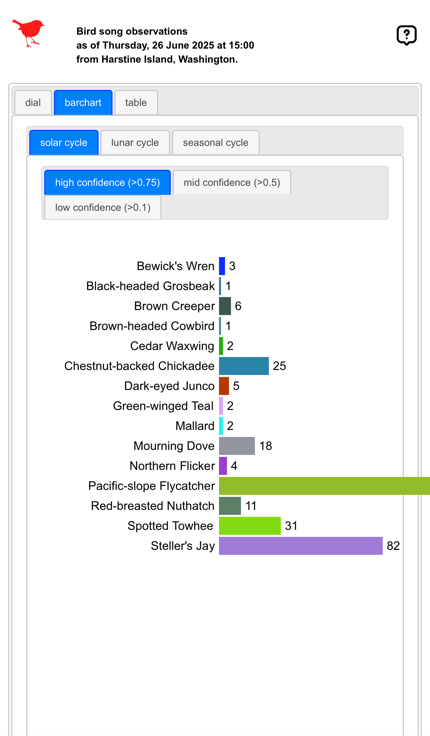 Bird song observations
as of Thursday, 26 June 2025 at 15:00
from Harstine Island, Washington.
?
dial barchart table
solar cycle lunar cycle seasonal cycle
high confidence (>0.75) mid confidence (>0.5)
low confidence (>0.1)
Bewick's Wren 3
Black-headed Grosbeak 1
Brown Creeper 6
Brown-headed Cowbird 1
Cedar Waxwing 2
Chestnut-backed Chickadee 25
Dark-eyed Junco 5
Green-winged Teal 2
Mallard 2
Mourning Dove 18
Northern Flicker 4
Pacific-slope Flycatcher
Red-breasted Nuthatch 11
Spotted Towhee 31
Steller's Jay 82